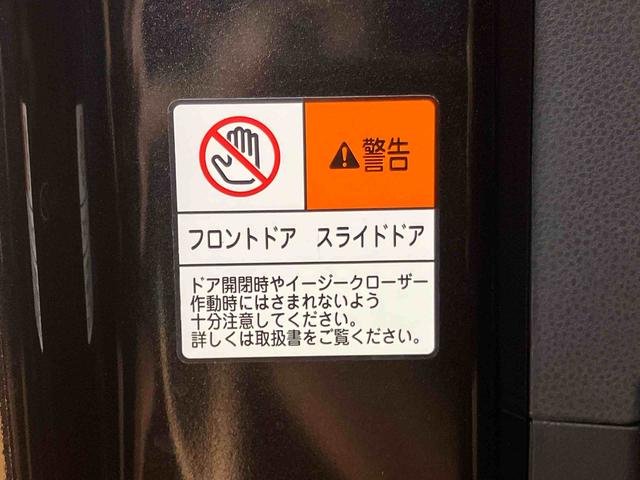 警告
フロントドア　スライドドア
ドア開閉時やイージークローザー
作動時にはさまれないよう
十分注意してください。
詳しくは取扱書をご覧ください。